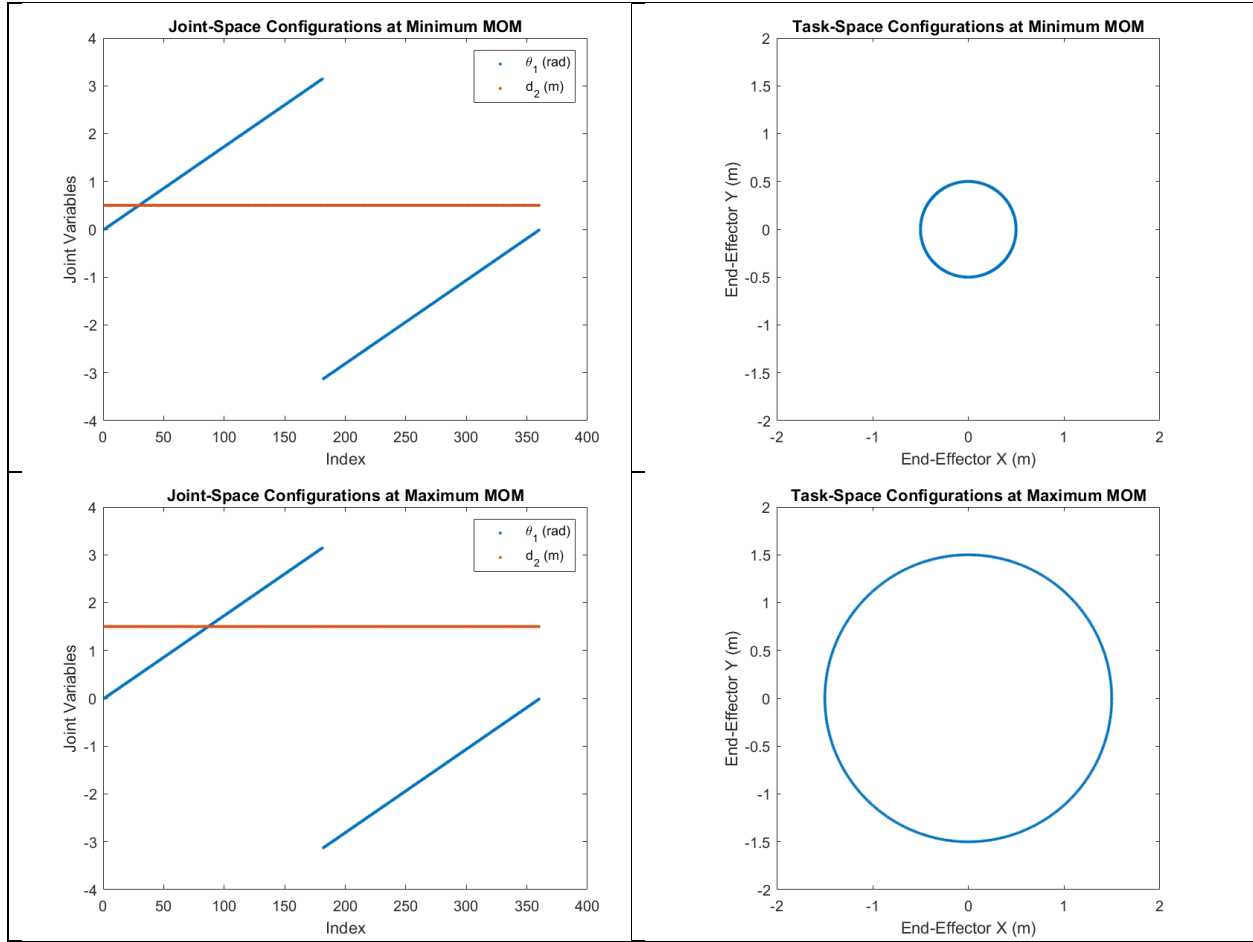 Joint-Space Configurations at Minimum MOM
4
3
2
1
0
-1
-2
-3
-4
Joint Variables
0 50 100 150 200 250 300 350 400
Index
θ1 (rad)
d2 (m)
Task-Space Configurations at Minimum MOM
2
1.5
1
0.5
0
-0.5
-1
-1.5
-2
End-Effector Y (m)
-2 -1 0 1 2
End-Effector X (m)
Joint-Space Configurations at Maximum MOM
4
3
2
1
0
-1
-2
-3
-4
Joint Variables
0 50 100 150 200 250 300 350 400
Index
θ1 (rad)
d2 (m)
Task-Space Configurations at Maximum MOM
2
1.5
1
0.5
0
-0.5
-1
-1.5
-2
End-Effector Y (m)
-2 -1 0 1 2
End-Effector X (m)